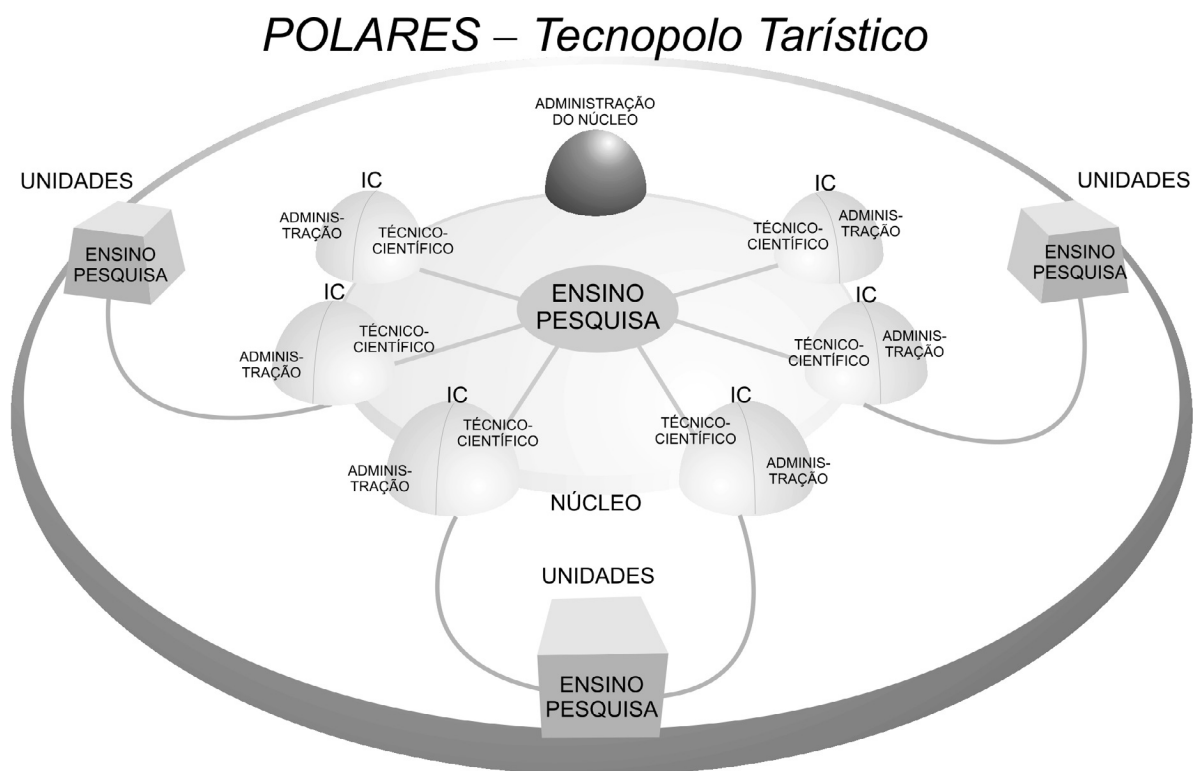 POLARES – Tecnopolo Tarístico
ADMINISTRAÇÃO
DO NÚCLEO
UNIDADES
ENSINO
PESQUISA
IC
ADMINIS-
TRAÇÃO
TÉCNICO-
CIENTÍFICO
IC
TÉCNICO-
CIENTÍFICO
ADMINIS-
TRAÇÃO
UNIDADES
ENSINO
PESQUISA
ENSINO
PESQUISA
IC
ADMINIS-
TRAÇÃO
TÉCNICO-
CIENTÍFICO
IC
TÉCNICO-
CIENTÍFICO
ADMINIS-
TRAÇÃO
IC
ADMINIS-
TRAÇÃO
TÉCNICO-
CIENTÍFICO
IC
TÉCNICO-
CIENTÍFICO
ADMINIS-
TRAÇÃO
NÚCLEO
UNIDADES
ENSINO
PESQUISA